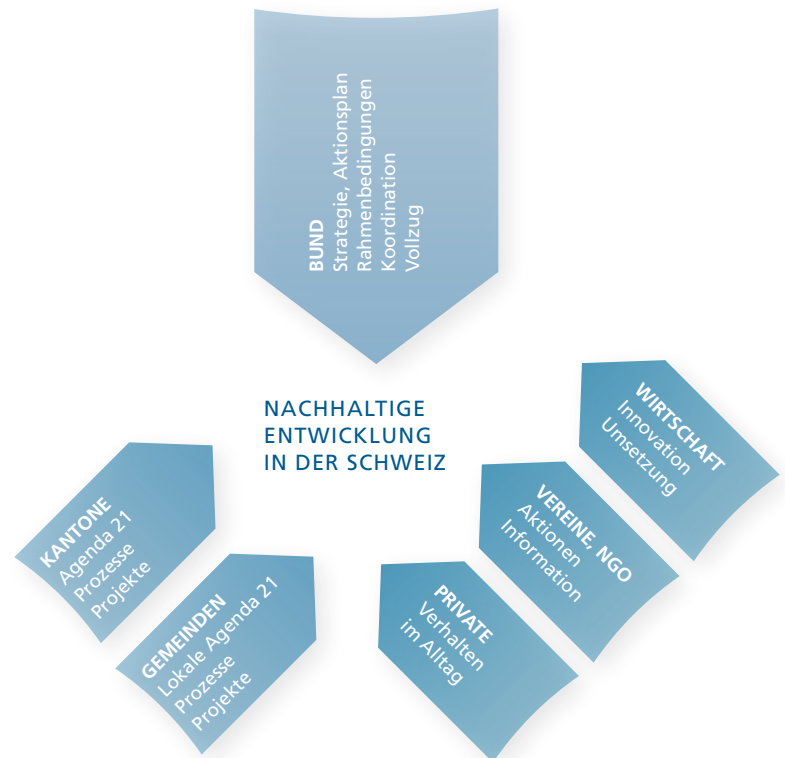 BUND
Strategie, Aktionsplan
Rahmenbedingungen
Koordination
Vollzug
NACHHALTIGE
ENTWICKLUNG
IN DER SCHWEIZ
KANTONE
Agenda 21
Prozesse
Projekte
GEMEINDEN
Lokale Agenda 21
Prozesse
Projekte
PRIVATE
Verhalten
im Alltag
VEREINE, NGO
Aktionen
Information
WIRTSCHAFT
Innovation
Umsetzung